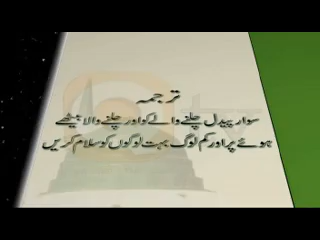 ترجمہ
سوار پیدل چلنے والے کو اور چلنے والا بیٹھے
ہوئے پر اور کم لوگ بہت لوگوں کو سلام کریں
tv